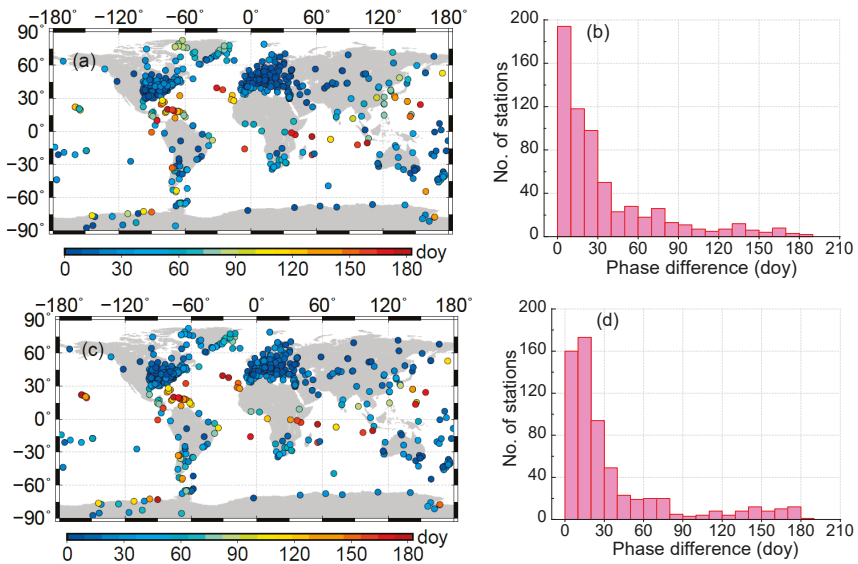 −180° −120° −60° 0° 60° 120° 180°
90°
60°
30°
0°
−30°
−60°
−90°
(a)
doy
0 30 60 90 120 150 180
(b)
No. of stations
200
160
120
80
40
0
0 30 60 90 120 150 180 210
Phase difference (doy)
−180° −120° −60° 0° 60° 120° 180°
90°
60°
30°
0°
−30°
−60°
−90°
(c)
doy
0 30 60 90 120 150 180
(d)
No. of stations
200
160
120
80
40
0
0 30 60 90 120 150 180 210
Phase difference (doy)